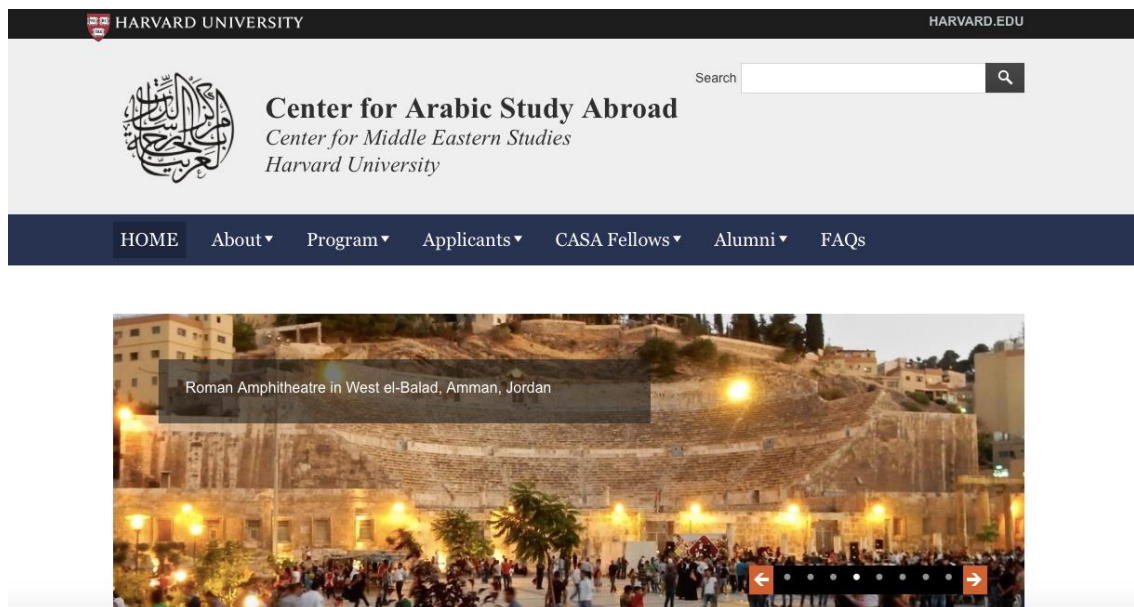 HARVARD UNIVERSITY
HARVARD.EDU
Search
Center for Arabic Study Abroad
Center for Middle Eastern Studies
Harvard University
HOME About Program Applicants CASA Fellows Alumni FAQs
Roman Amphitheatre in West el-Balad, Amman, Jordan